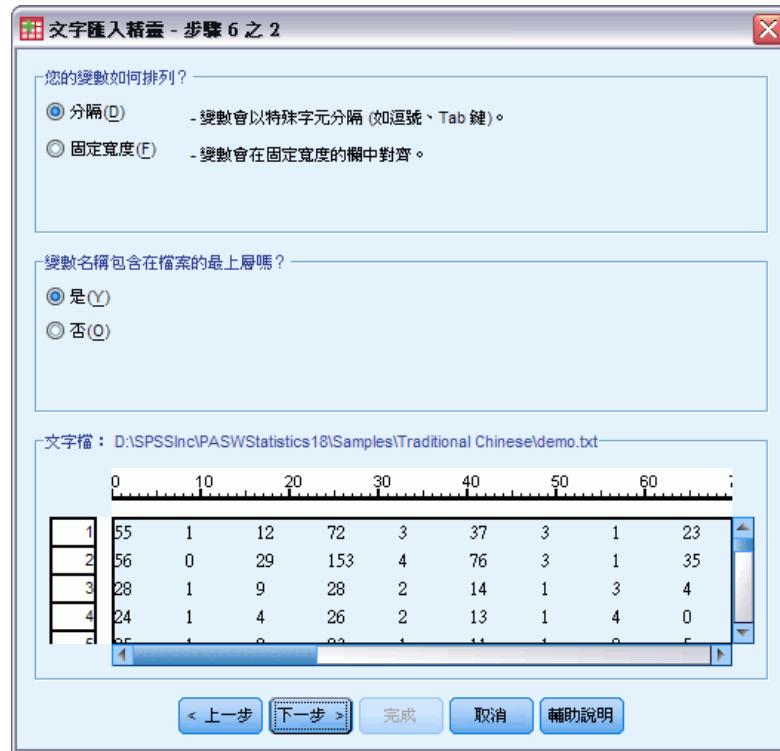 文字匯入精靈 - 步驟 6 之 2
您的變數如何排列？
分隔(D) - 變數會以特殊字元分隔 (如逗號、Tab 鍵)。
固定寬度(F) - 變數會在固定寬度的欄中對齊。
變數名稱包含在檔案的最上層嗎？
是(Y)
否(O)
文字檔： D:\SPSSInc\PASWStatistics18\Samples\Traditional Chinese\demo.txt
0 10 20 30 40 50 60
1 55 1 12 72 3 37 3 1 23
2 56 0 29 153 4 76 3 1 35
3 28 1 9 28 2 14 1 3 4
4 24 1 4 26 2 13 1 4 0
< 上一步 下一步 > 完成 取消 輔助說明